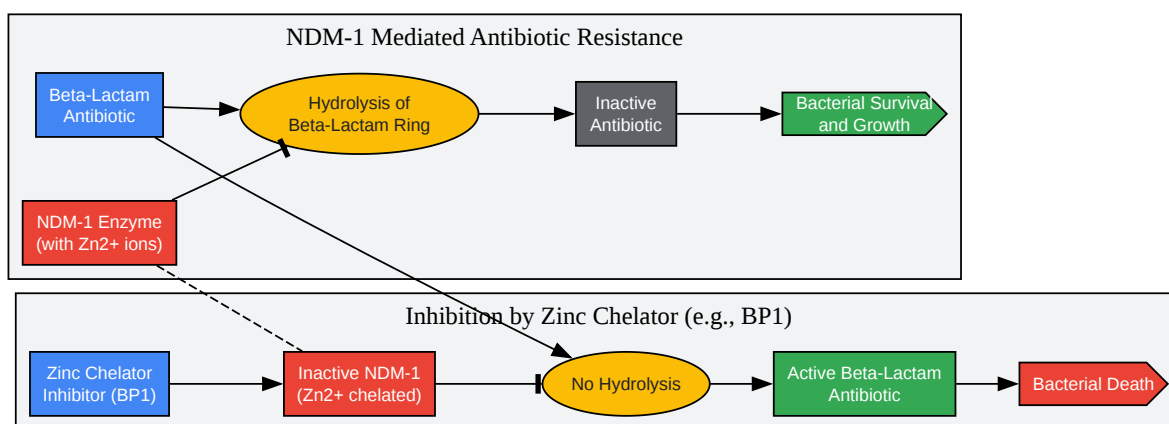 NDM-1 Mediated Antibiotic Resistance
Beta-Lactam
Antibiotic
Hydrolysis of
Beta-Lactam Ring
Inactive
Antibiotic
Bacterial Survival
and Growth
NDM-1 Enzyme
(with Zn2+ ions)
Inhibition by Zinc Chelator (e.g., BP1)
Zinc Chelator
Inhibitor (BP1)
Inactive NDM-1
(Zn2+ chelated)
No Hydrolysis
Active Beta-Lactam
Antibiotic
Bacterial Death